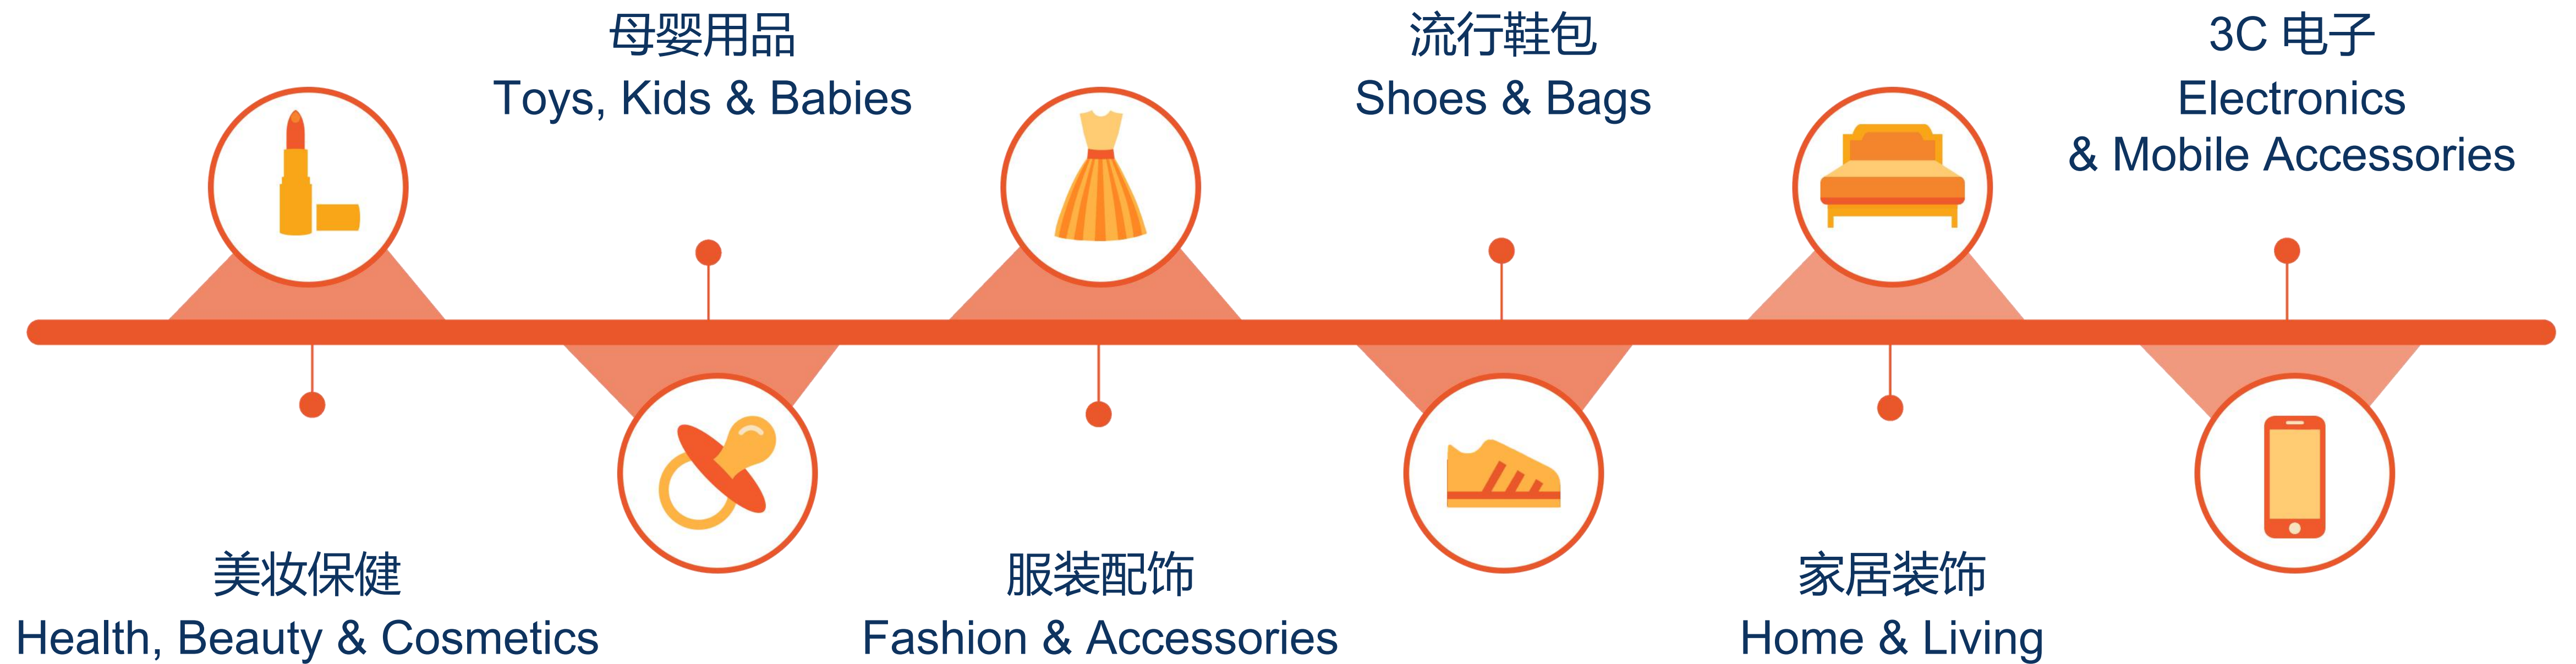 母婴用品
Toys, Kids & Babies
流行鞋包
Shoes & Bags
3C 电子
Electronics
& Mobile Accessories
美妆保健
Health, Beauty & Cosmetics
服装配饰
Fashion & Accessories
家居装饰
Home & Living